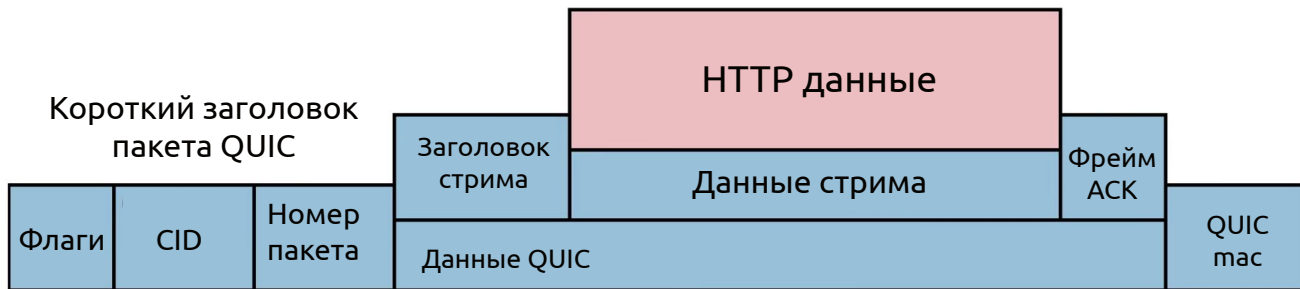 HTTP данные
Короткий заголовок
пакета QUIC
Заголовок
стрима
Данные стрима
Фрейм
ACK
Флаги
CID
Номер
пакета
Данные QUIC
QUIC
mac